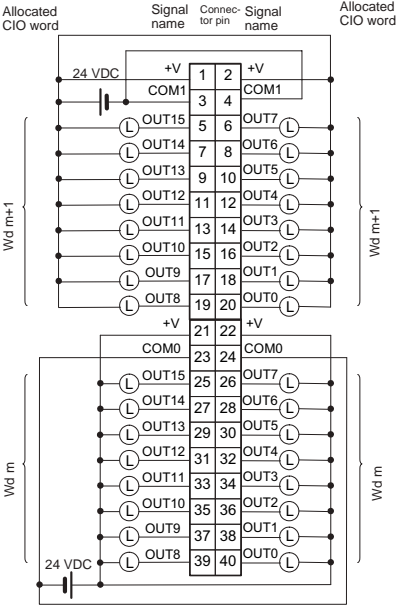 Allocated CIO word Signal name Connec-tor pin Signal name Allocated CIO word
24 VDC +V 1 2 +V
COM1 3 4 COM1
OUT15 5 6 OUT7
OUT14 7 8 OUT6
OUT13 9 10 OUT5
OUT12 11 12 OUT4
OUT11 13 14 OUT3
OUT10 15 16 OUT2
OUT9 17 18 OUT1
OUT8 19 20 OUT0
L L
L L
L L
L L
L L
L L
L L
L L
Wd m+1 Wd m+1
+V 21 22 +V
COM0 23 24 COM0
OUT15 25 26 OUT7
OUT14 27 28 OUT6
OUT13 29 30 OUT5
OUT12 31 32 OUT4
OUT11 33 34 OUT3
OUT10 35 36 OUT2
OUT9 37 38 OUT1
24 VDC OUT8 39 40 OUT0
L L
L L
L L
L L
L L
L L
L L
L L
Wd m Wd m